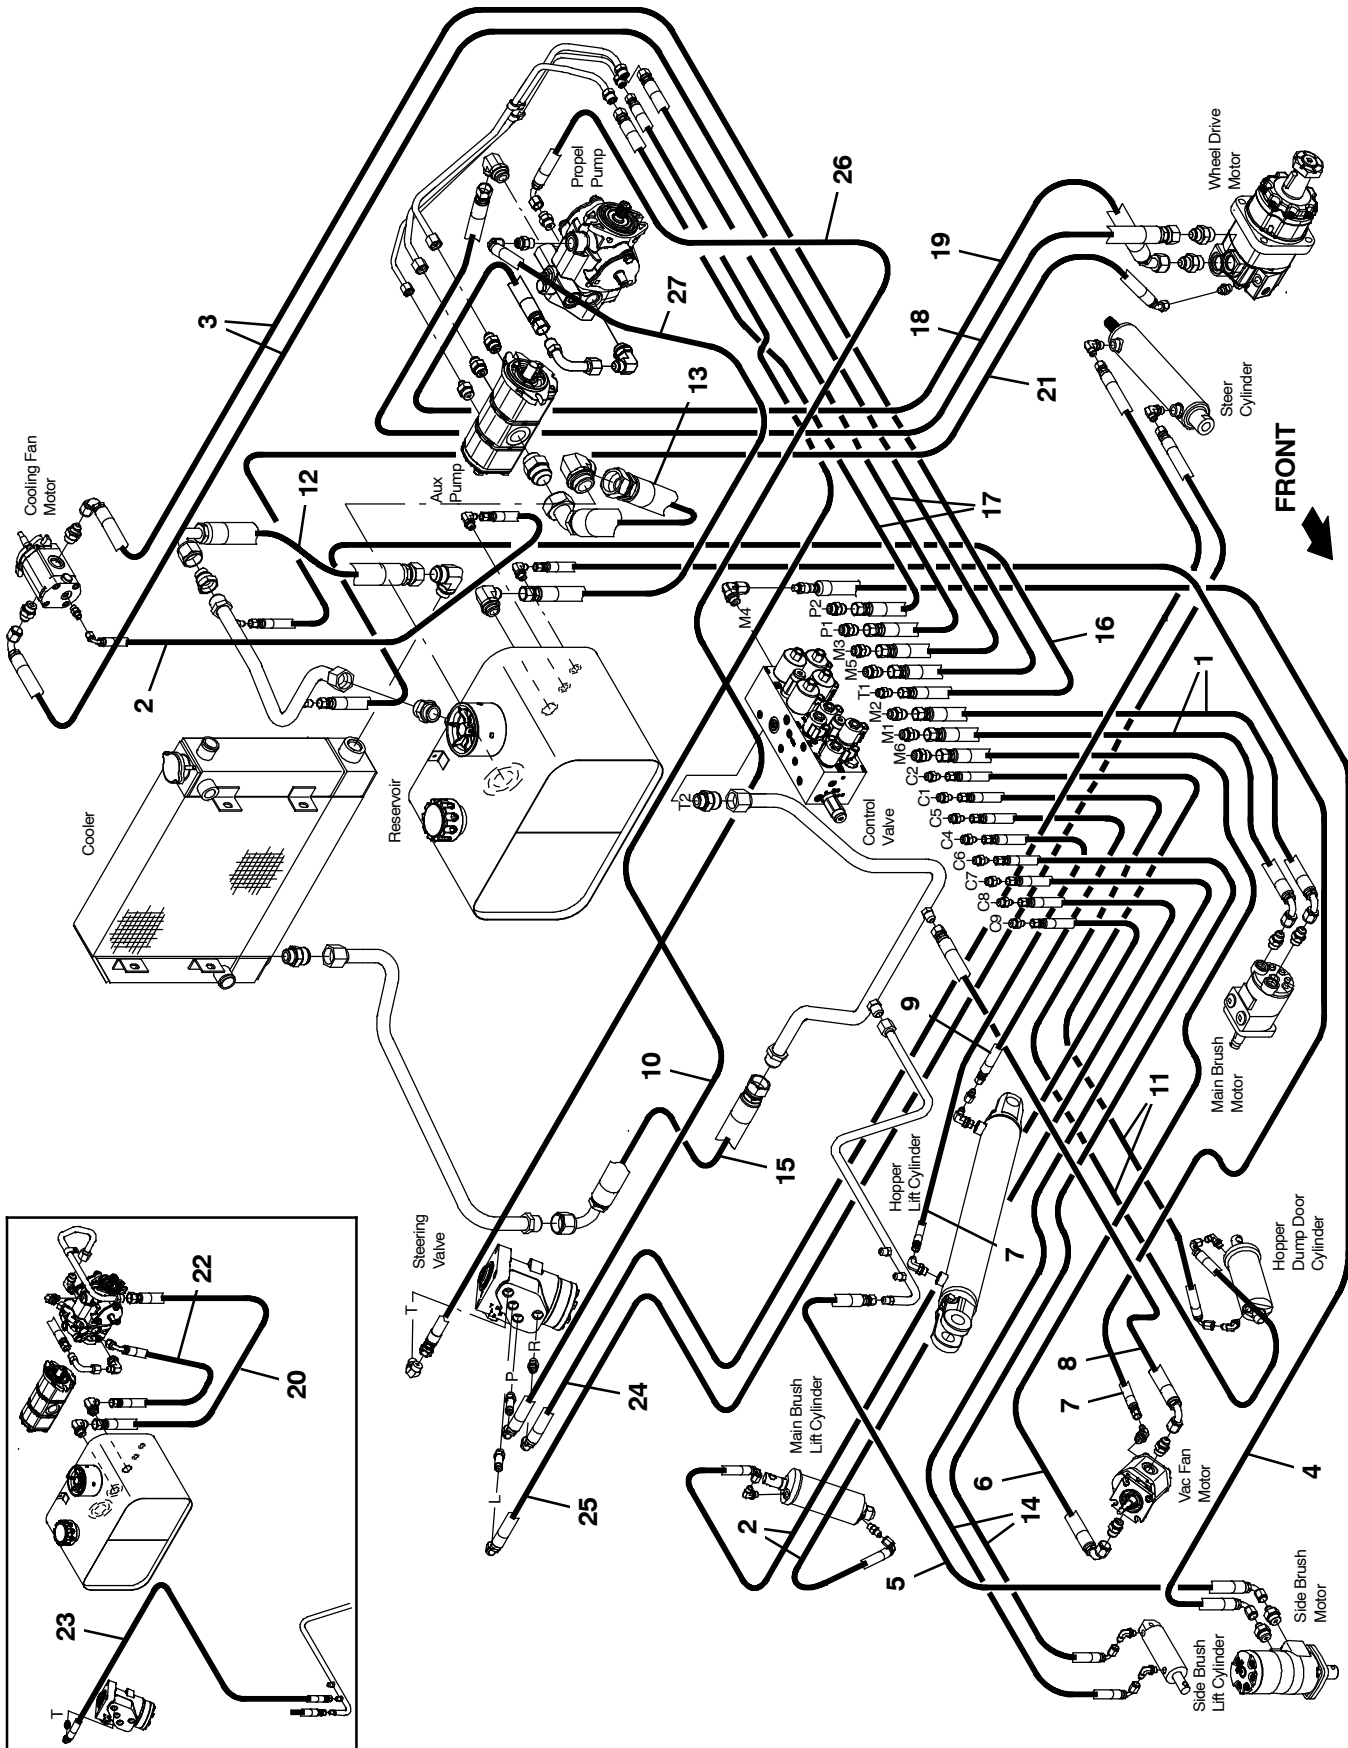 Cooling Fan
Motor
3
Propel
Pump
26
27
Wheel Drive
Motor
19
18
21
Steer
Cylinder
FRONT
13
12
Aux
Pump
2
17
16
1
Cooler
Reservoir
M4
P2
P1
M3
M5
T1
M2
M1
M6
C2
C1
C5
C4
C6
C7
C8
C9
T2
Control
Valve
9
10
15
11
Main Brush
Motor
Steering
Valve
T
P
R
L
Hopper
Lift Cylinder
7
Hopper
Dump Door
Cylinder
24
25
Main Brush
Lift Cylinder
2
8
7
6
14
5
Vac Fan
Motor
4
Side Brush
Motor
Side Brush
Lift Cylinder
22
20
23
T